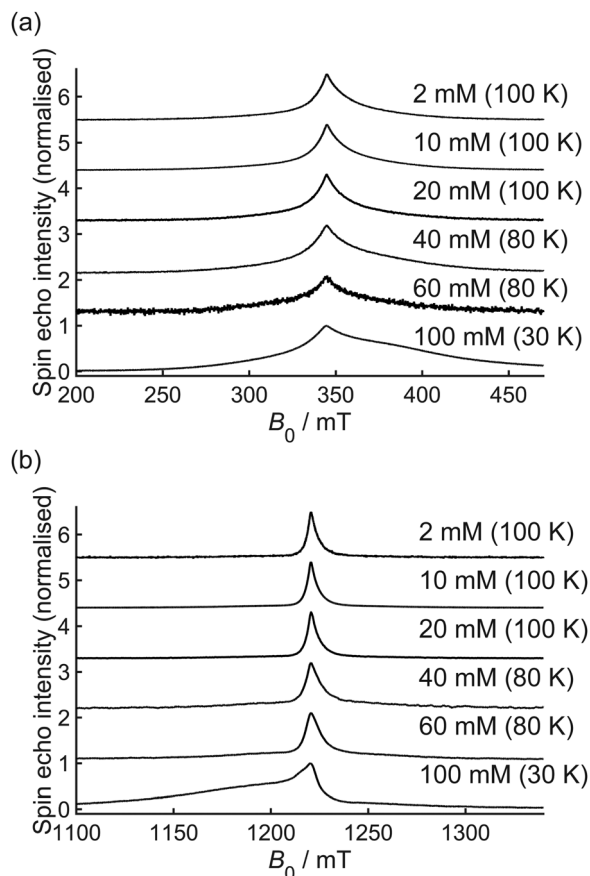 (a)
Spin echo intensity (normalised)
6
5
4
3
2
1
0
2 mM (100 K)
10 mM (100 K)
20 mM (100 K)
40 mM (80 K)
60 mM (80 K)
100 mM (30 K)
200 250 300 350 400 450
B0 / mT
(b)
Spin echo intensity (normalised)
6
5
4
3
2
1
0
2 mM (100 K)
10 mM (100 K)
20 mM (100 K)
40 mM (80 K)
60 mM (80 K)
100 mM (30 K)
1100 1200 1300
B0 / mT